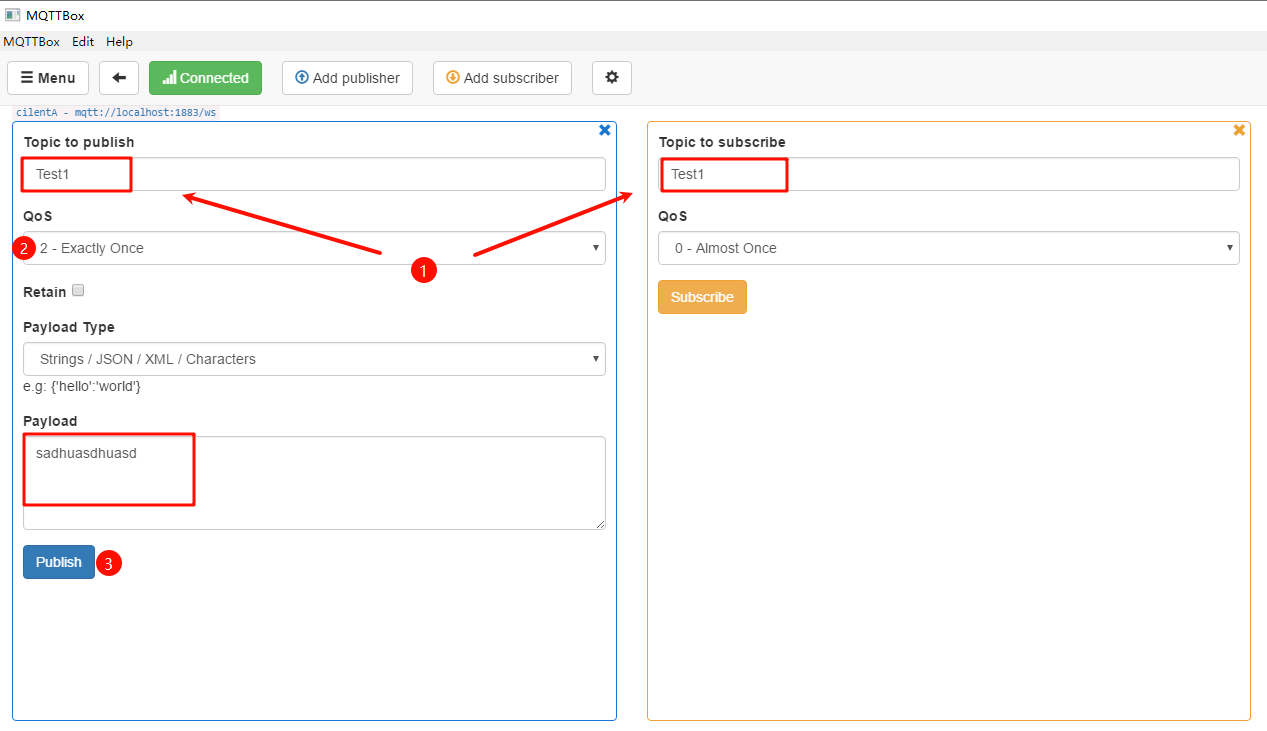 MQTTBox
MQTTBox Edit Help
Menu Connected Add publisher Add subscriber
cilentA - mqtt://localhost:1883/ws
Topic to publish
Test1
QoS
2 2 - Exactly Once
Retain
Payload Type
Strings / JSON / XML / Characters
e.g: {'hello':'world'}
Payload
sadhuasdhuasd
Publish 3
1
Topic to subscribe
Test1
QoS
0 - Almost Once
Subscribe